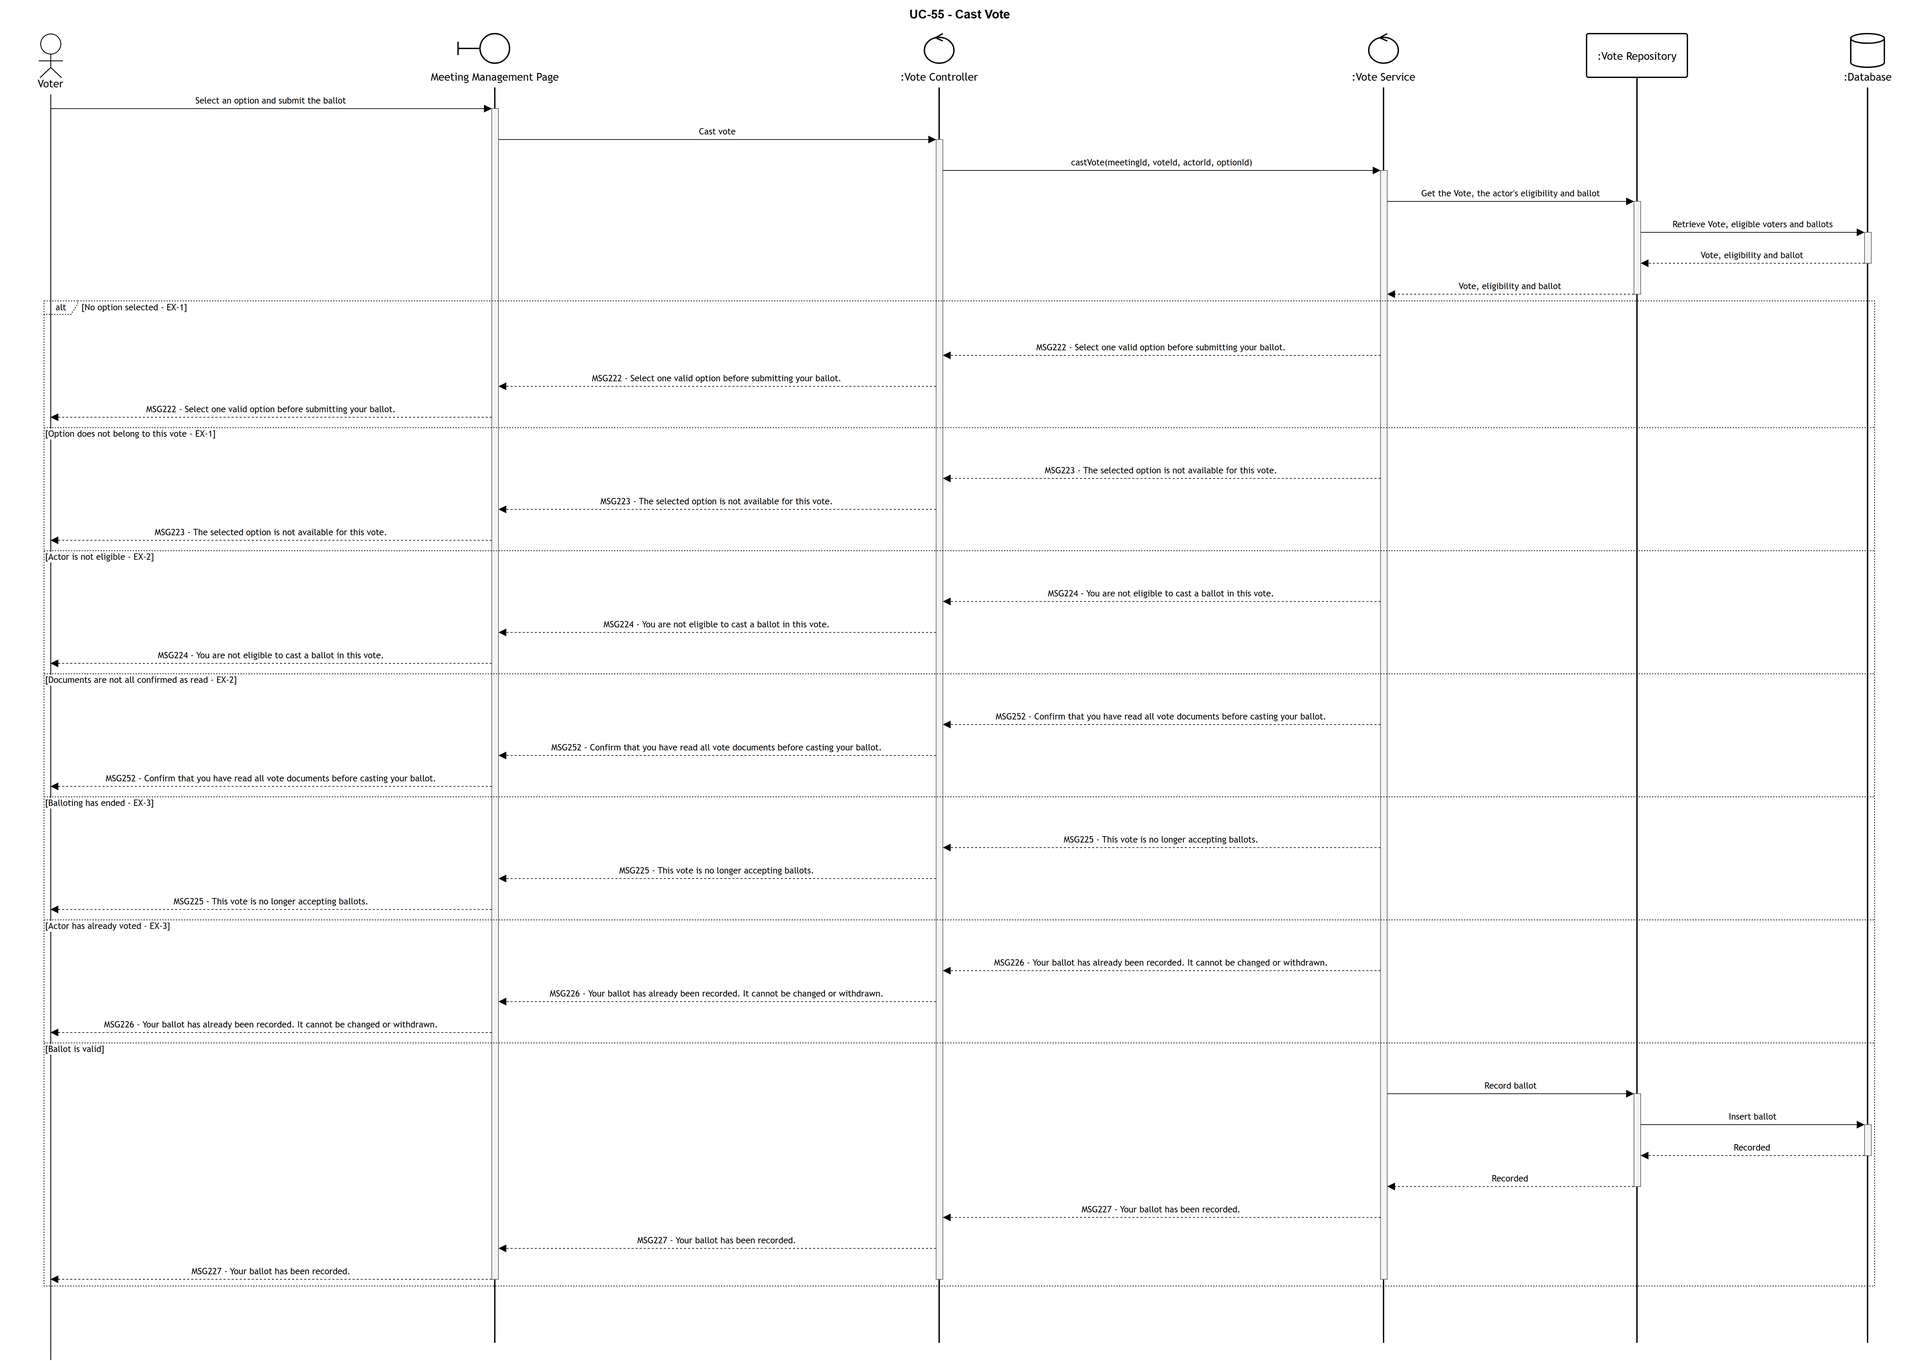 UC-55 - Cast Vote
Voter
Meeting Management Page
:Vote Controller
:Vote Service
:Vote Repository
:Database
Select an option and submit the ballot
Cast vote
castVote(meetingId, voteId, actorId, optionId)
Get the Vote, the actor's eligibility and ballot
Retrieve Vote, eligible voters and ballots
Vote, eligibility and ballot
Vote, eligibility and ballot
alt
[No option selected - EX-1]
MSG222 - Select one valid option before submitting your ballot.
MSG222 - Select one valid option before submitting your ballot.
MSG222 - Select one valid option before submitting your ballot.
[Option does not belong to this vote - EX-1]
MSG223 - The selected option is not available for this vote.
MSG223 - The selected option is not available for this vote.
MSG223 - The selected option is not available for this vote.
[Actor is not eligible - EX-2]
MSG224 - You are not eligible to cast a ballot in this vote.
MSG224 - You are not eligible to cast a ballot in this vote.
MSG224 - You are not eligible to cast a ballot in this vote.
[Documents are not all confirmed as read - EX-2]
MSG252 - Confirm that you have read all vote documents before casting your ballot.
MSG252 - Confirm that you have read all vote documents before casting your ballot.
MSG252 - Confirm that you have read all vote documents before casting your ballot.
[Balloting has ended - EX-3]
MSG225 - This vote is no longer accepting ballots.
MSG225 - This vote is no longer accepting ballots.
MSG225 - This vote is no longer accepting ballots.
[Actor has already voted - EX-3]
MSG226 - Your ballot has already been recorded. It cannot be changed or withdrawn.
MSG226 - Your ballot has already been recorded. It cannot be changed or withdrawn.
MSG226 - Your ballot has already been recorded. It cannot be changed or withdrawn.
[Ballot is valid]
Record ballot
Insert ballot
Recorded
Recorded
MSG227 - Your ballot has been recorded.
MSG227 - Your ballot has been recorded.
MSG227 - Your ballot has been recorded.